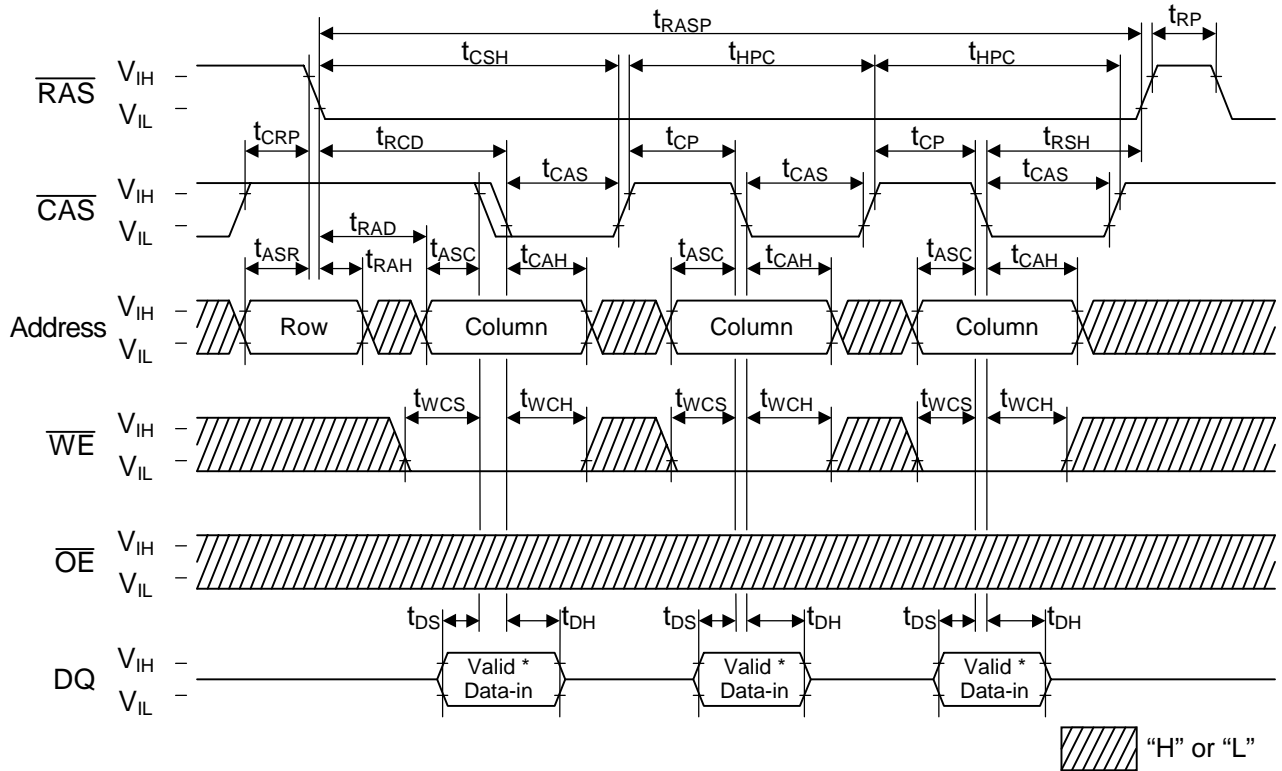 tRASP tRP
tCSH tHPC tHPC
RAS VIH
VIL
tCRP tRCD tCP tCP tRSH
CAS VIH tCAS tCAS tCAS
VIL
tRAD
tASR tRAH tASC tCAH tASC tCAH tASC tCAH
Address VIH
VIL
Row Column Column Column
tWCS tWCH tWCS tWCH tWCS tWCH
WE VIH
VIL
OE VIH
VIL
tDS tDH tDS tDH tDS tDH
DQ VIH
VIL
Valid * Valid * Valid *
Data-in Data-in Data-in
“H” or “L”